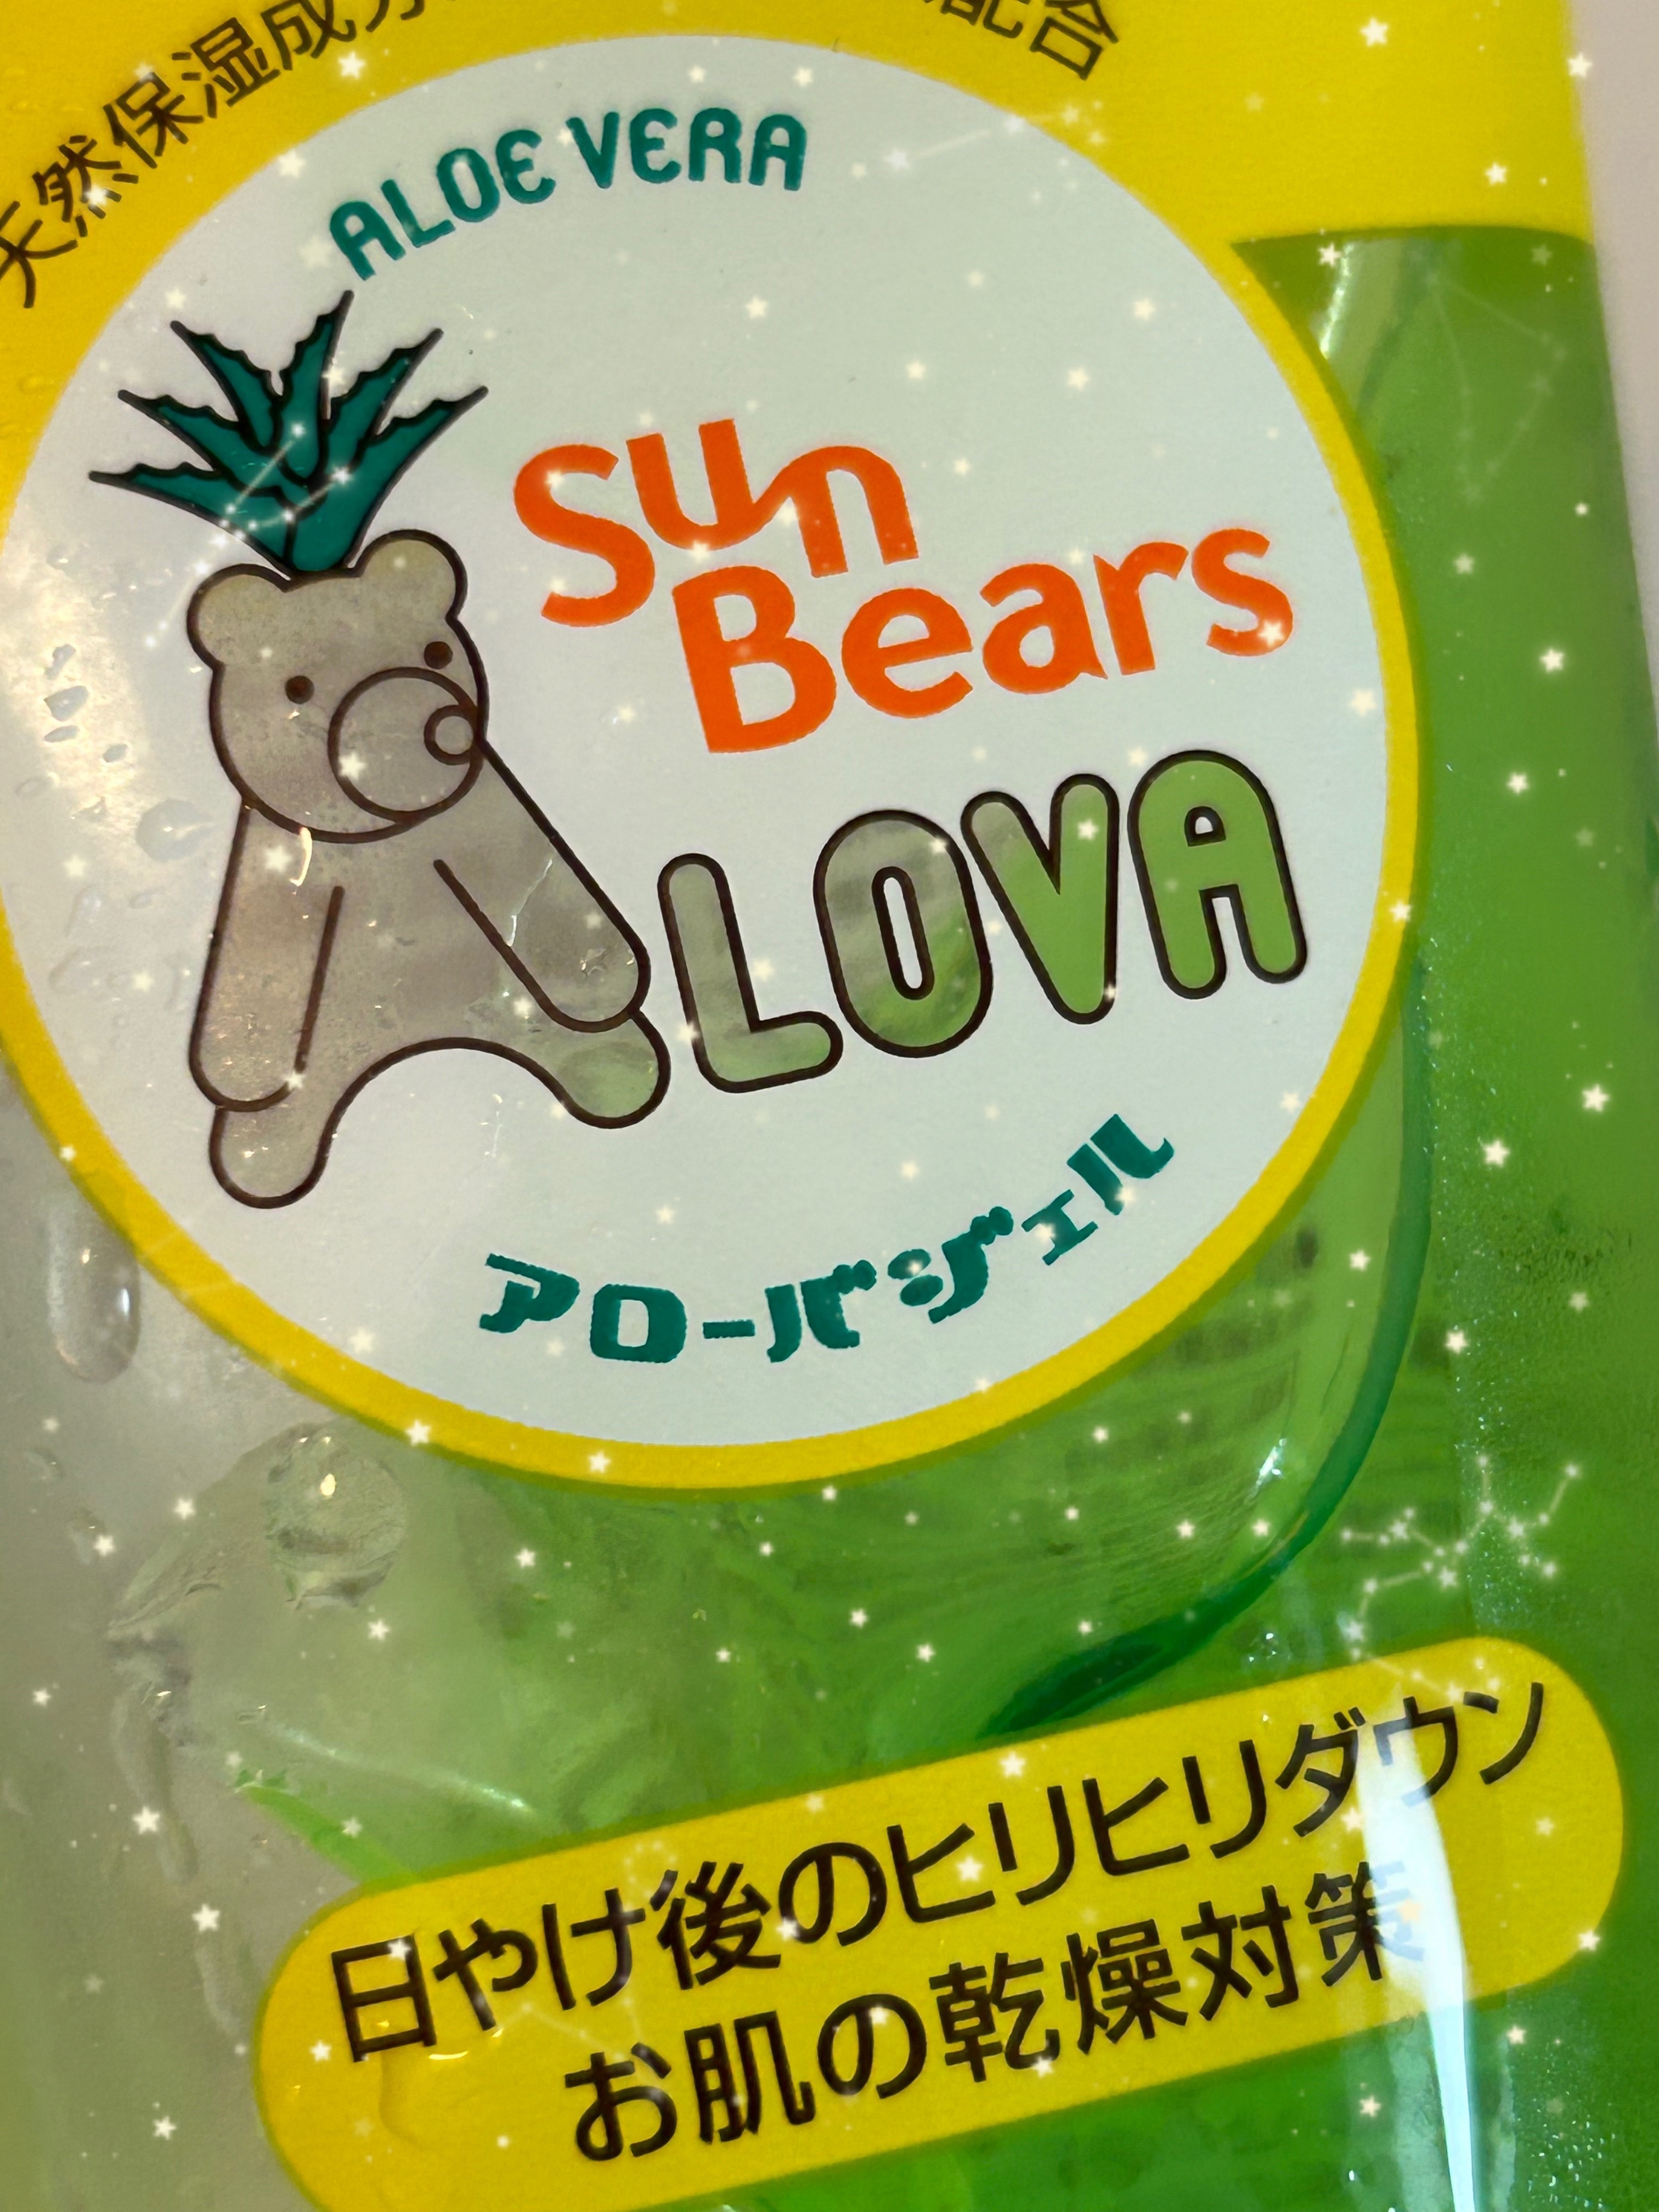 天然保湿成分
配合
ALOE VERA
Sun
Bears
ALOVA
アローバジェル
日やけ後のヒリヒリダウン
お肌の乾燥対策